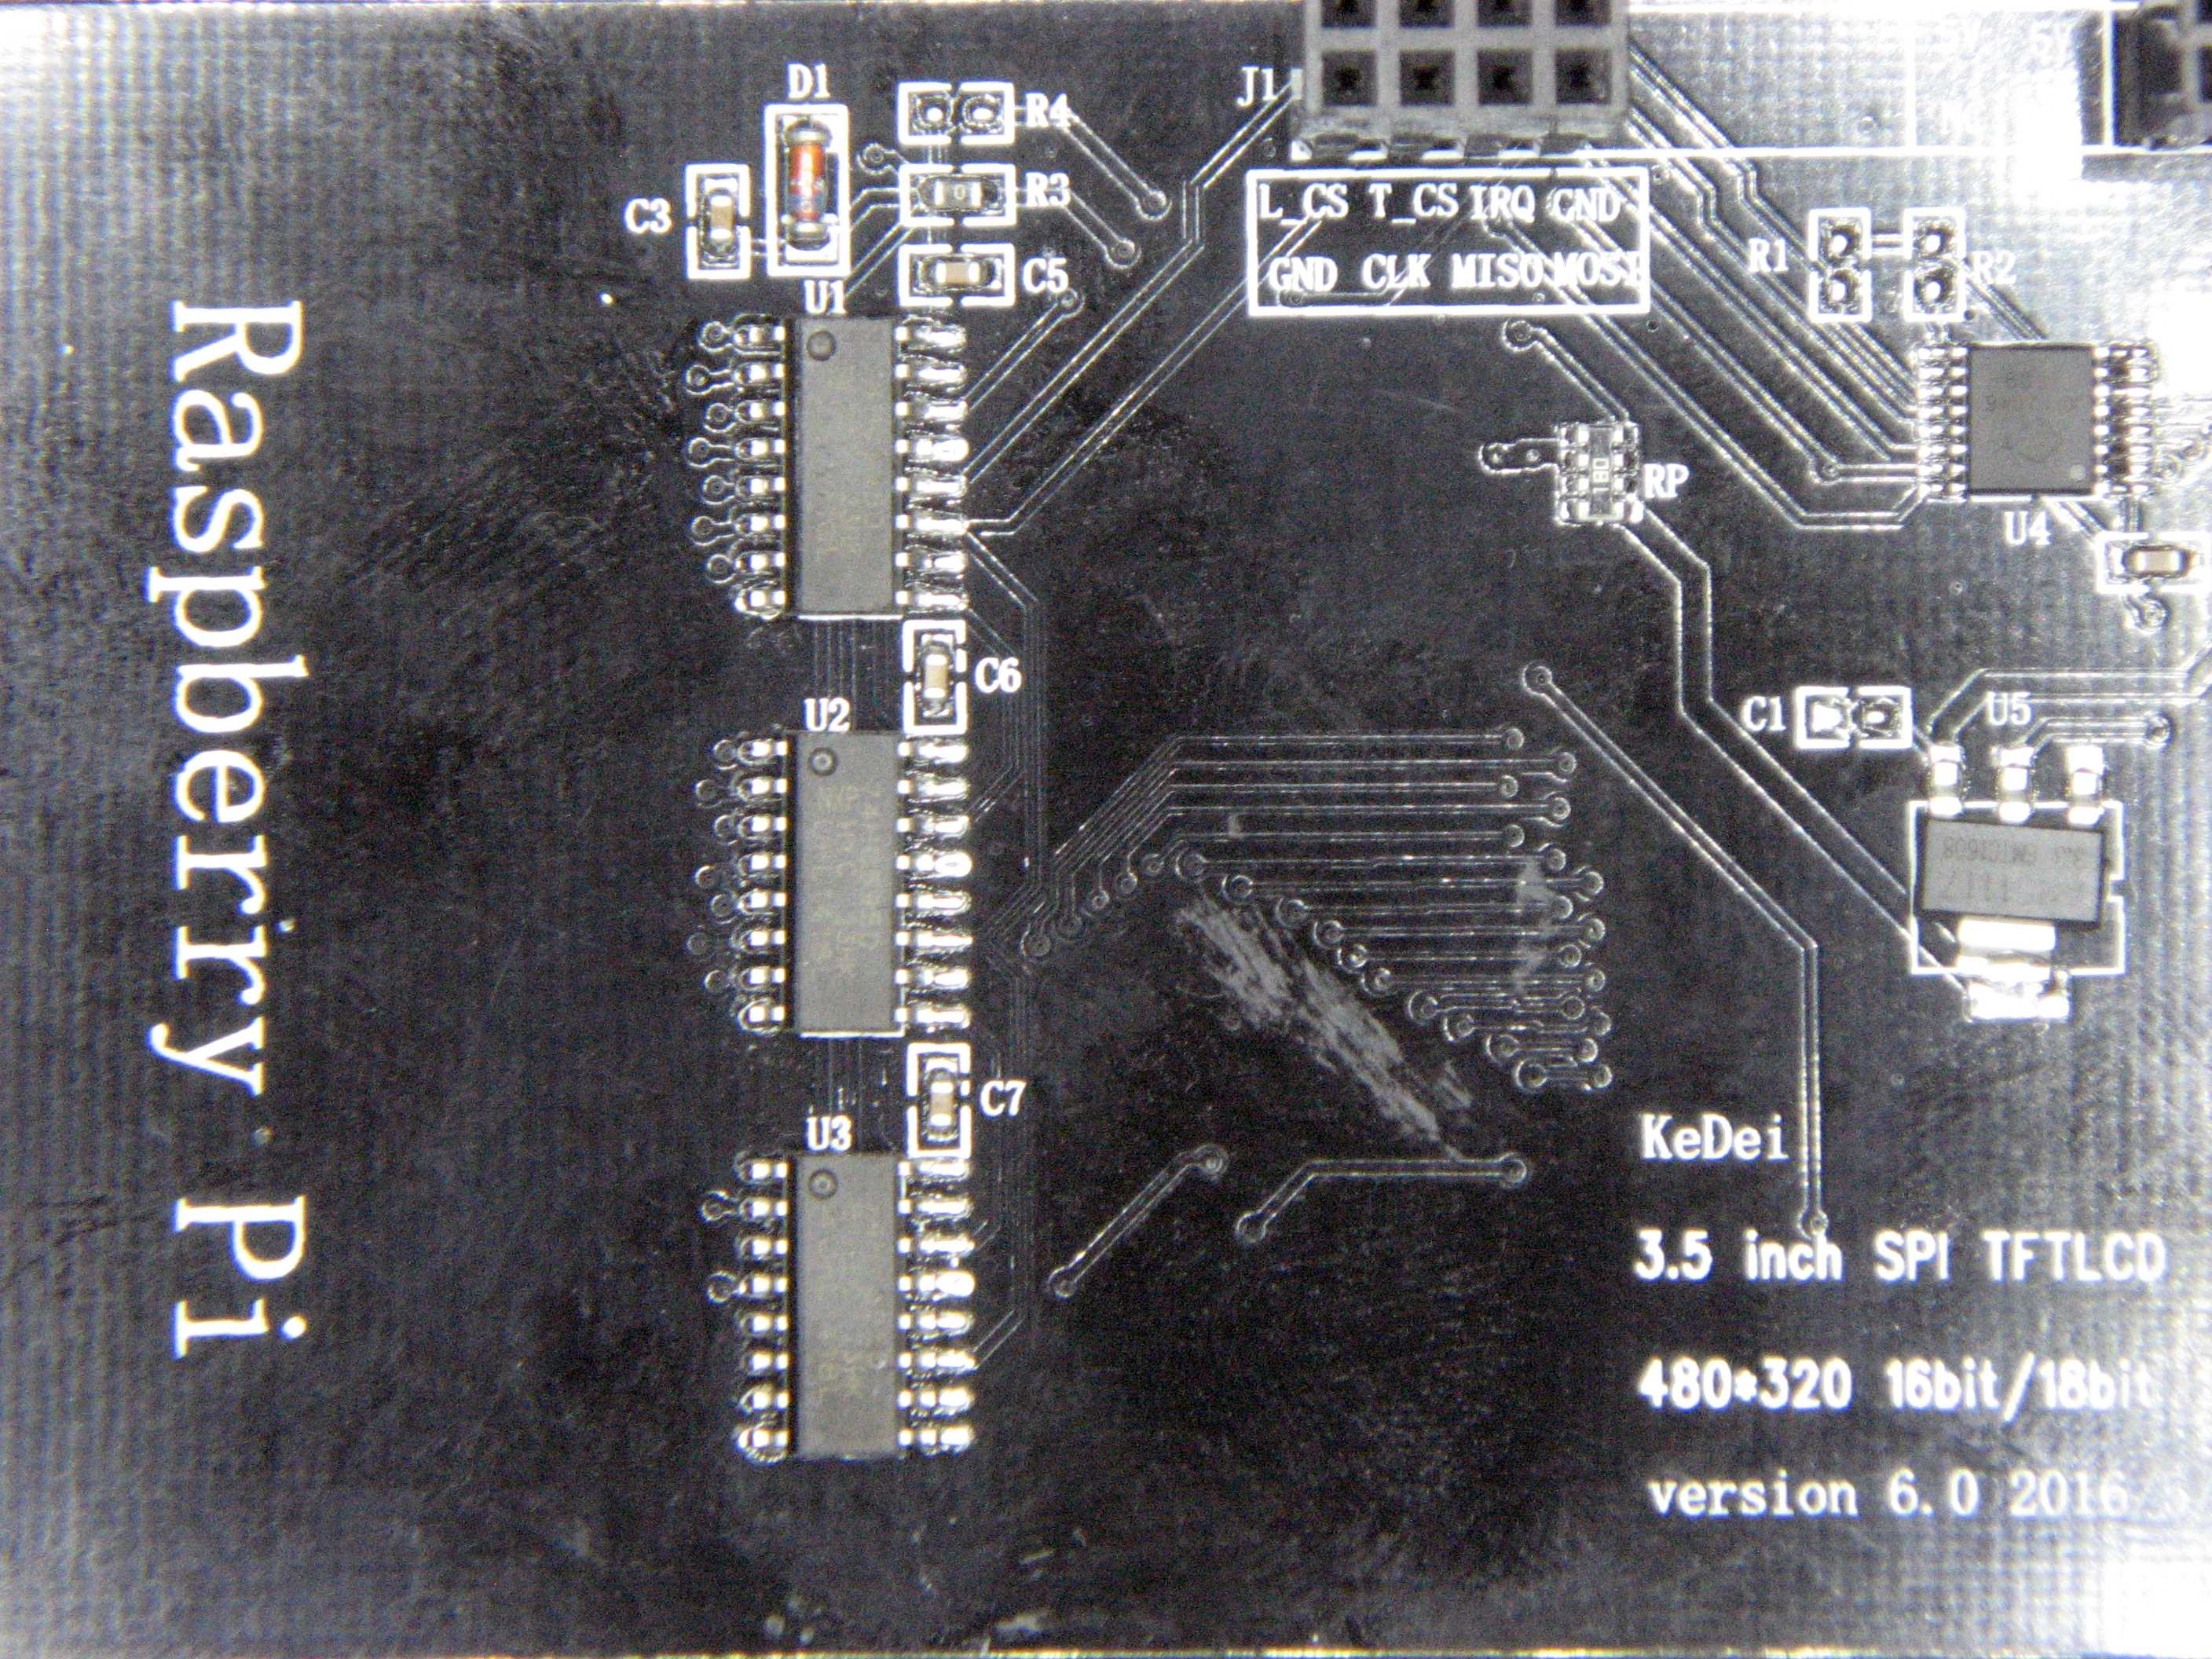 D1
R4
J1
R3
C3
L_CS T_CS IRQ GND
GND CLK MISO MOSI
R1
R2
C5
U1
Raspberry Pi
RP
180
U4
C6
U2
C1
U5
C7
U3
KeDei
3.5 inch SPI TFTLCD
480*320 16bit/18bit
version 6.0 2016